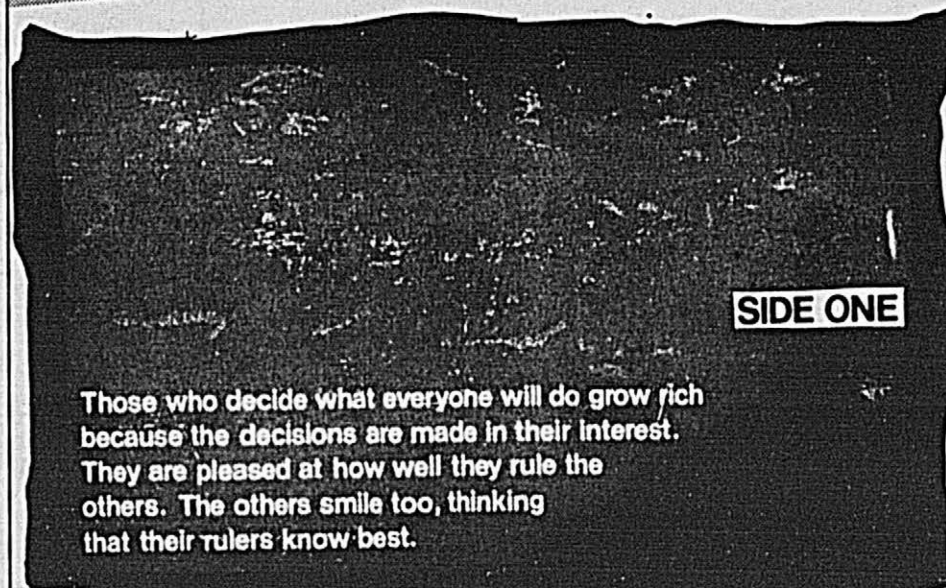 SIDE ONE
Those who decide what everyone will do grow rich
because the decisions are made in their interest.
They are pleased at how well they rule the
others. The others smile too, thinking
that their rulers know best.